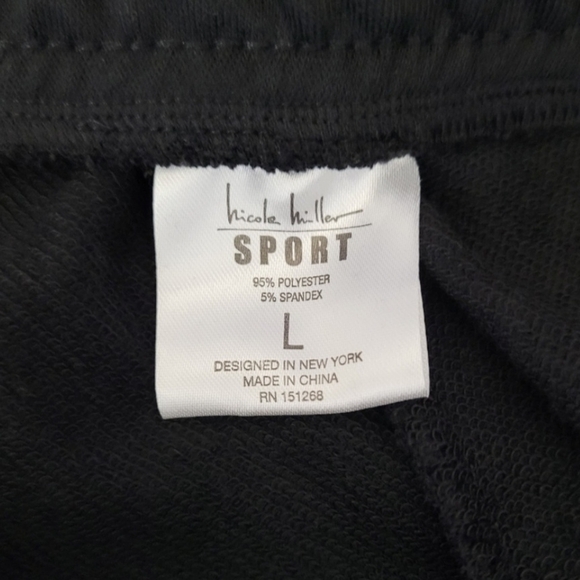 Nicole Miller
SPORT
95% POLYESTER
5% SPANDEX
L
DESIGNED IN NEW YORK
MADE IN CHINA
RN 151268